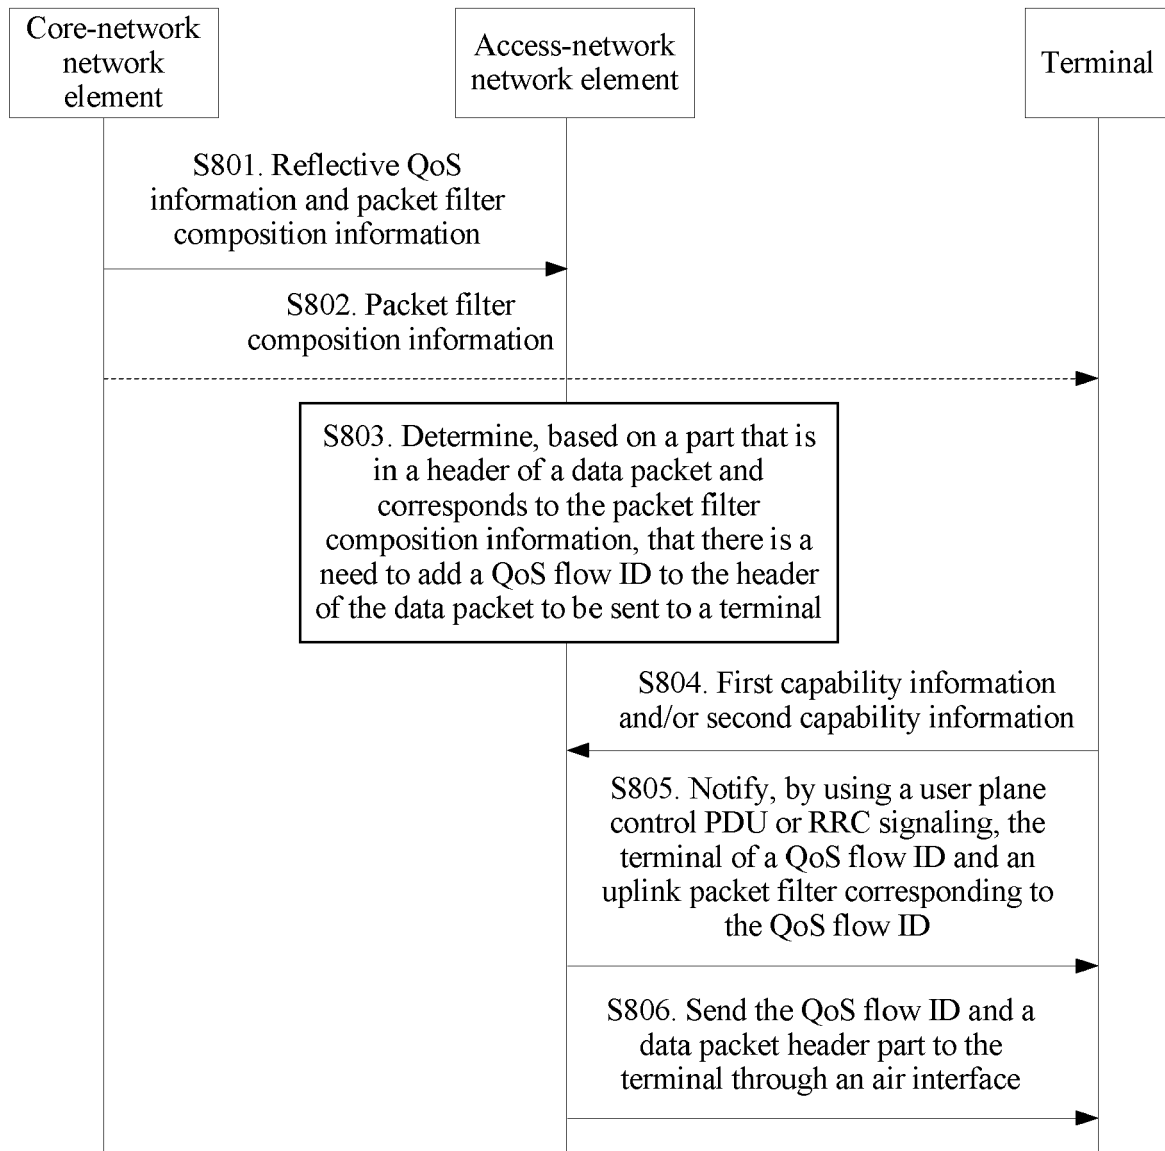 Core-network
network
element
Access-network
network element
Terminal
S801. Reflective QoS
information and packet filter
composition information
S802. Packet filter
composition information
S803. Determine, based on a part that is
in a header of a data packet and
corresponds to the packet filter
composition information, that there is a
need to add a QoS flow ID to the header
of the data packet to be sent to a terminal
S804. First capability information
and/or second capability information
S805. Notify, by using a user plane
control PDU or RRC signaling, the
terminal of a QoS flow ID and an
uplink packet filter corresponding to
the QoS flow ID
S806. Send the QoS flow ID and a
data packet header part to the
terminal through an air interface